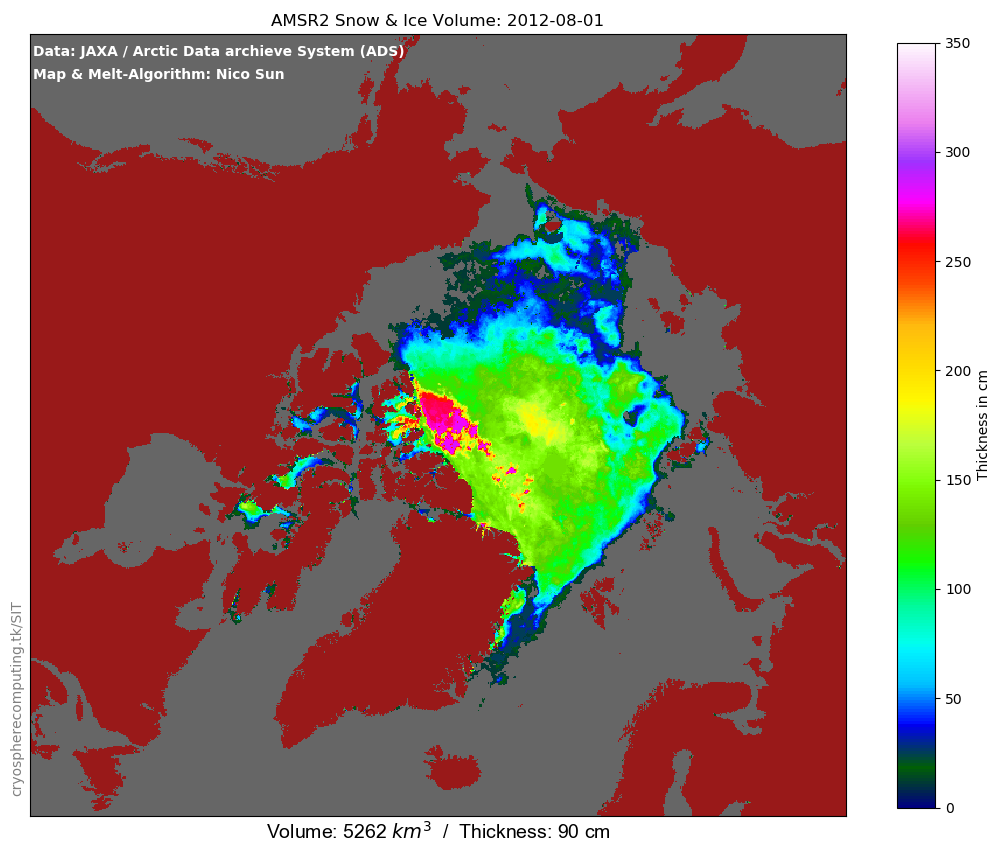 AMSR2 Snow & Ice Volume: 2012-08-01
Data: JAXA / Arctic Data archieve System (ADS)
Map & Melt-Algorithm: Nico Sun
350
300
250
200
150
100
50
0
Thickness in cm
cryospherecomputing.tk/SIT
Volume: 5262 km³ / Thickness: 90 cm